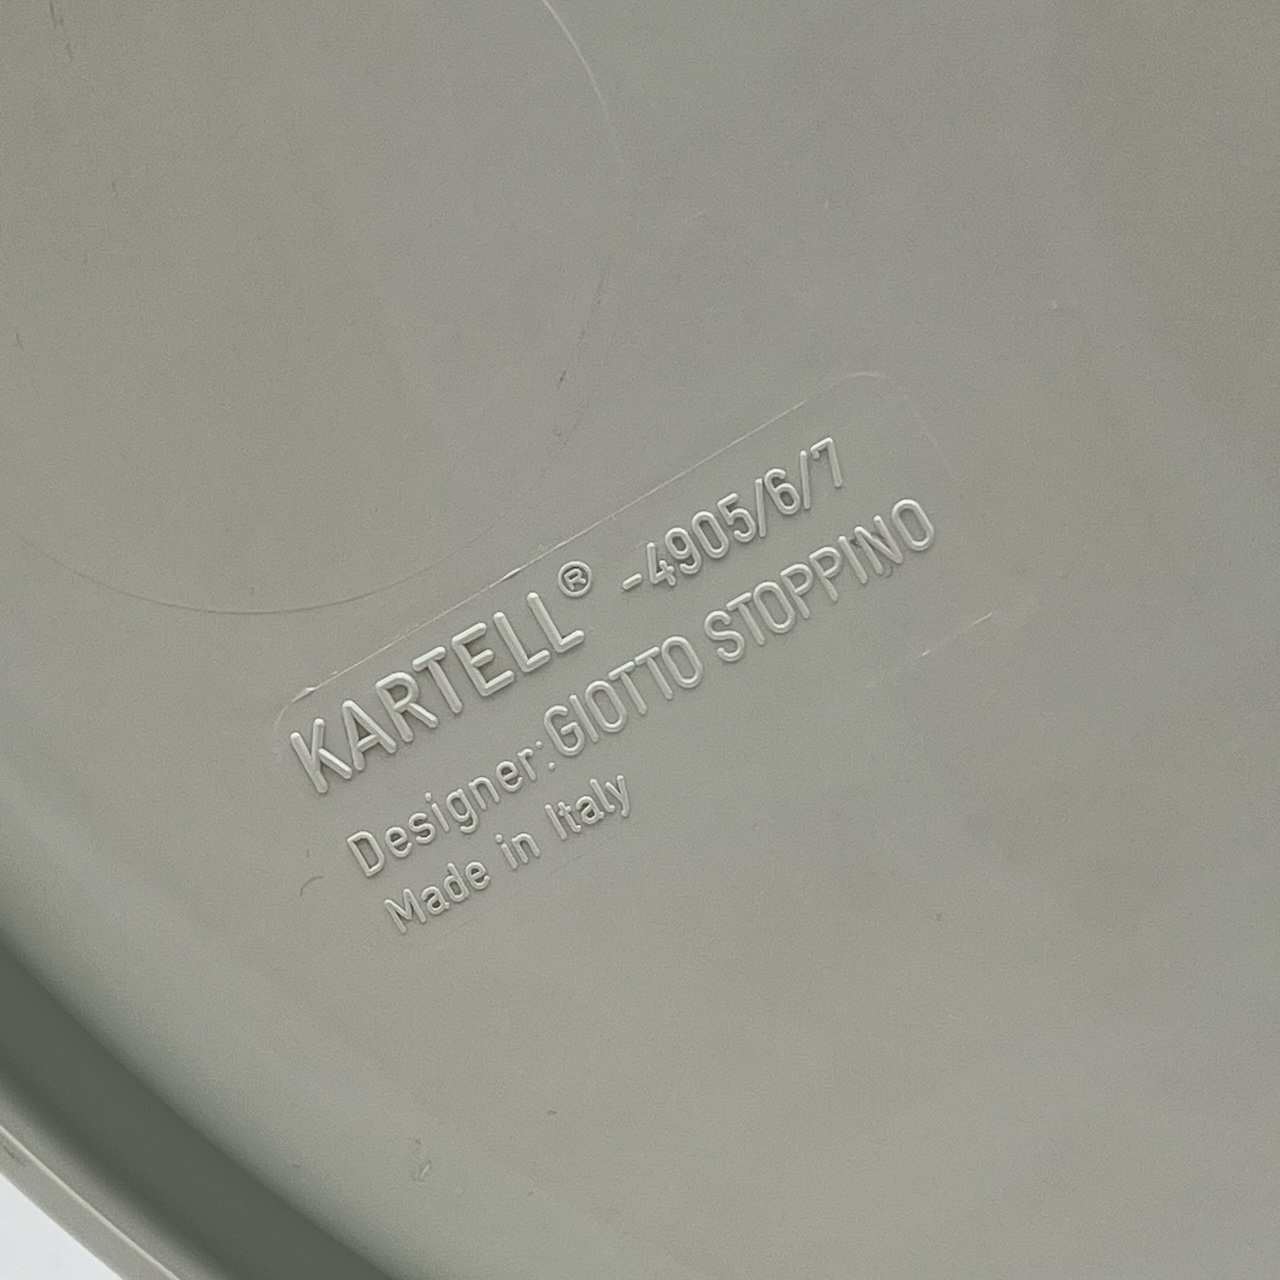 KARTELL® -4905/6/7
Designer: GIOTTO STOPPINO
Made in Italy